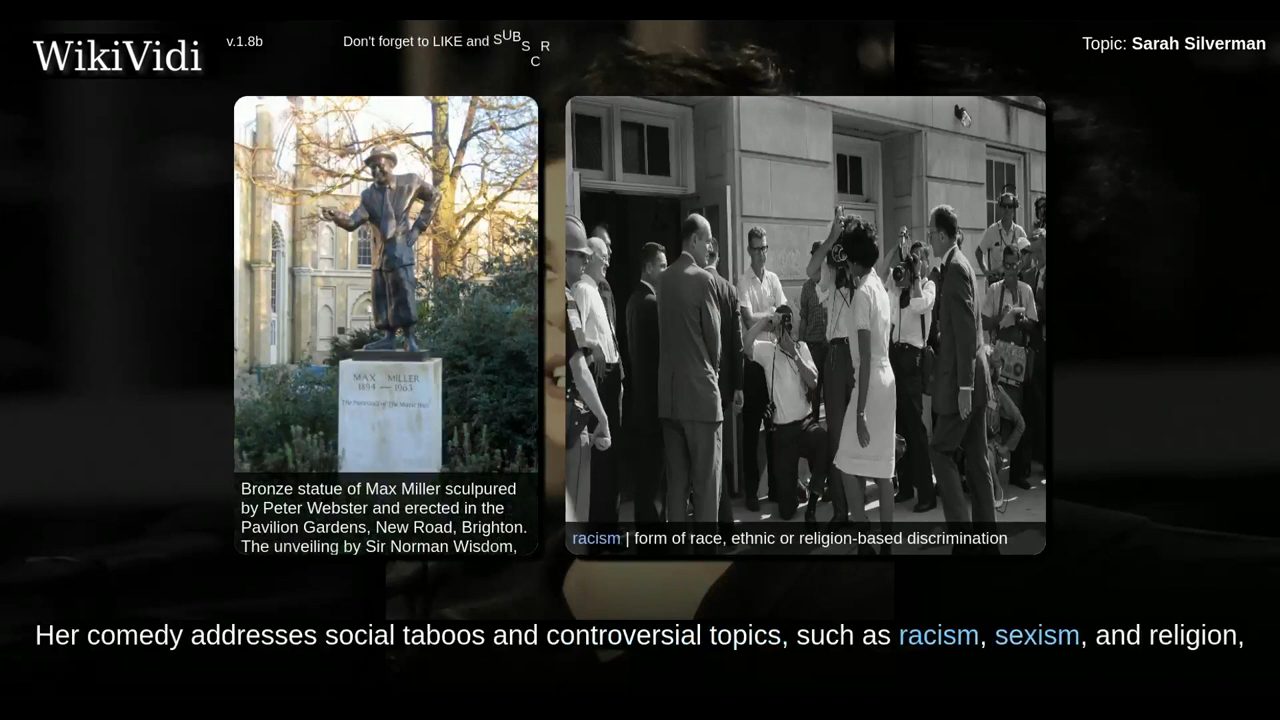 WikiVidi
v.1.8b
Don't forget to LIKE and SUBSCR
Topic: Sarah Silverman
MAX MILLER
1894 — 1963
Bronze statue of Max Miller sculpured
by Peter Webster and erected in the
Pavilion Gardens, New Road, Brighton.
The unveiling by Sir Norman Wisdom,
racism | form of race, ethnic or religion-based discrimination
Her comedy addresses social taboos and controversial topics, such as racism, sexism, and religion,